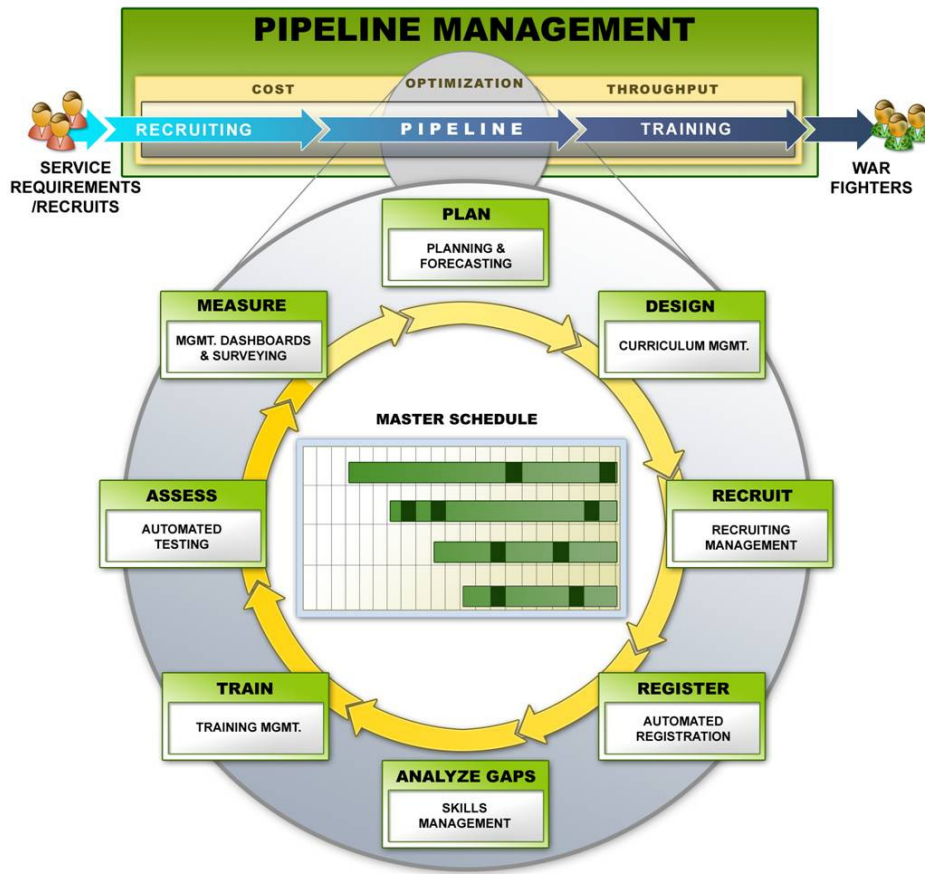 PIPELINE MANAGEMENT
COST
OPTIMIZATION
THROUGHPUT
RECRUITING
PIPELINE
TRAINING
SERVICE
REQUIREMENTS
/RECRUITS
WAR
FIGHTERS
PLAN
PLANNING &
FORECASTING
DESIGN
CURRICULUM MGMT.
RECRUIT
RECRUITING
MANAGEMENT
REGISTER
AUTOMATED
REGISTRATION
ANALYZE GAPS
SKILLS
MANAGEMENT
TRAIN
TRAINING MGMT.
ASSESS
AUTOMATED
TESTING
MEASURE
MGMT. DASHBOARDS
& SURVEYING
MASTER SCHEDULE